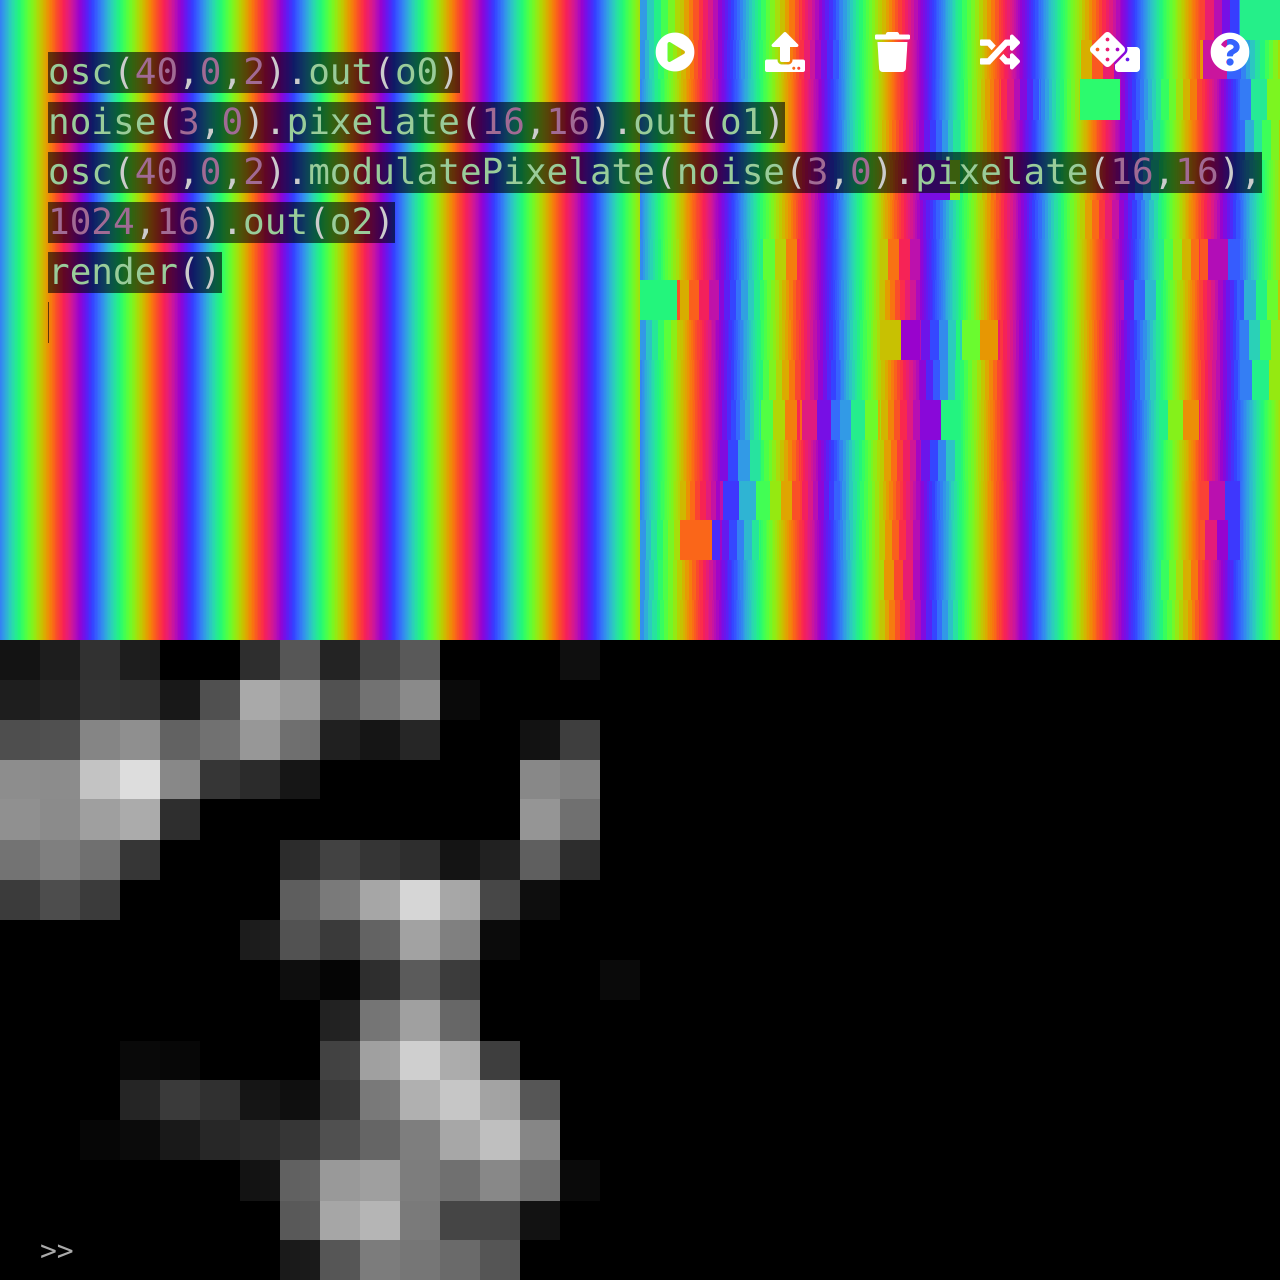 osc(40,0,2).out(o0)
noise(3,0).pixelate(16,16).out(o1)
osc(40,0,2).modulatePixelate(noise(3,0).pixelate(16,16),
1024,16).out(o2)
render()
>>